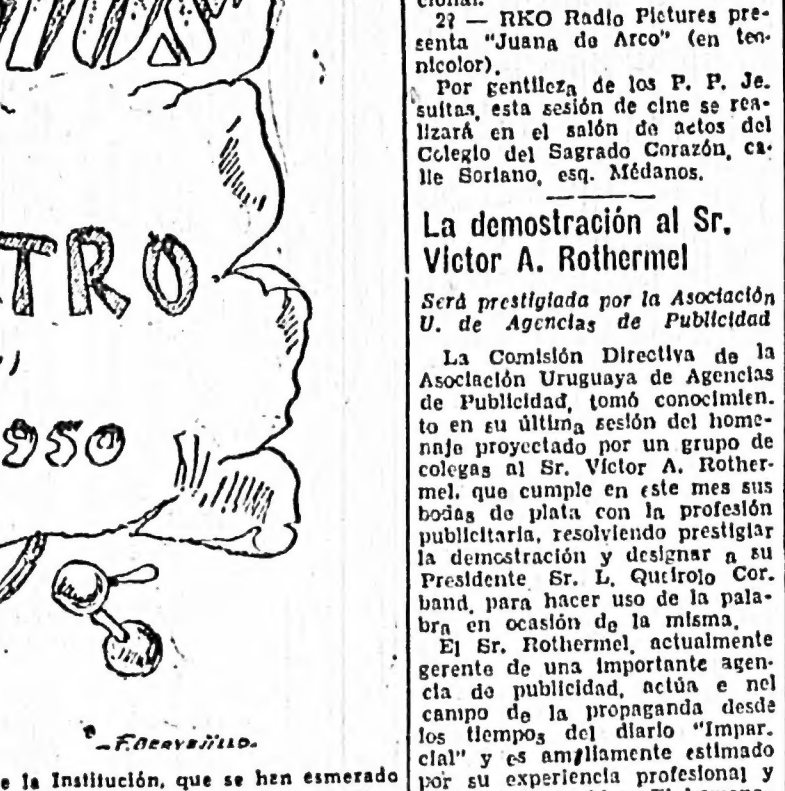 TRO
1950
F. DERVEJILLO.
e la Institución, que se han esmerado
cional.
2? — RKO Radio Pictures pre-
senta "Juana de Arco" (en tec-
nicolor).
Por gentileza de los P. P. Je.
suitas, esta sesión de cine se rea-
lizará en el salón de actos del
Colegio del Sagrado Corazón, ca-
lle Soriano, esq. Médanos.
La demostración al Sr.
Victor A. Rothermel
Será prestigiada por la Asociación
U. de Agencias de Publicidad
La Comisión Directiva de la
Asociación Uruguaya de Agencias
de Publicidad, tomó conocimien.
to en su última sesión del home-
naje proyectado por un grupo de
colegas al Sr. Víctor A. Rother-
mel, que cumple en este mes sus
bodas de plata con la profesión
publicitaria, resolviendo prestigiar
la demostración y designar a su
Presidente Sr. L. Queirolo Cor.
band, para hacer uso de la pala-
bra en ocasión de la misma.
El Sr. Rothermel, actualmente
gerente de una importante agen-
cia de publicidad, actúa e nel
campo de la propaganda desde
los tiempos del diario "Impar.
cial" y es ampliamente estimado
por su experiencia profesional y